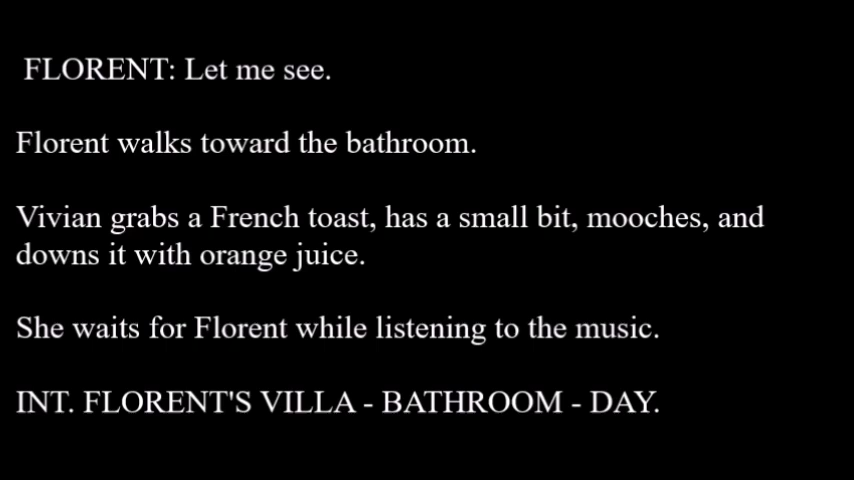 FLORENT: Let me see.
Florent walks toward the bathroom.
Vivian grabs a French toast, has a small bit, mooches, and
downs it with orange juice.
She waits for Florent while listening to the music.
INT. FLORENT'S VILLA - BATHROOM - DAY.